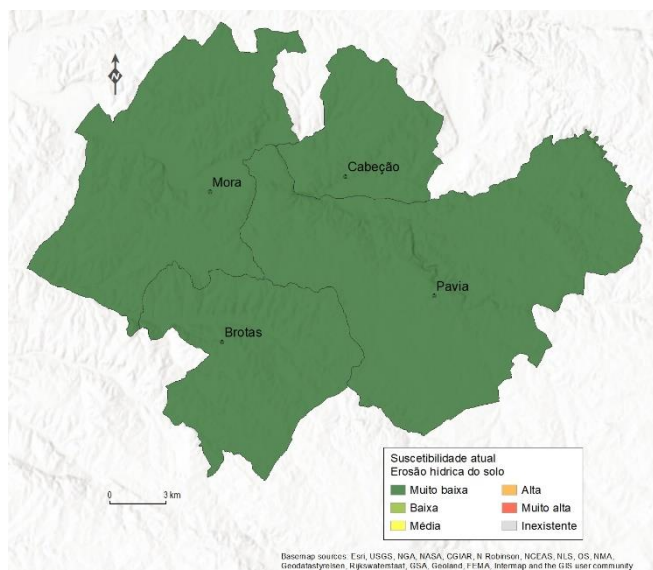 N
Cabeção
Mora
Pavia
Brotas
Suscetibilidade atual
Erosão hídrica do solo
Muito baixa
Alta
Baixa
Muito alta
Média
Inexistente
0 3 km
Basemap sources: Esri, USGS, NGA, NASA, CGIAR, N Robinson, NCEAS, NLS, OS, NMA,
Geodatastyrelsen, Rijkswaterstaat, GSA, Geoland, FEMA, Intermap and the GIS user community